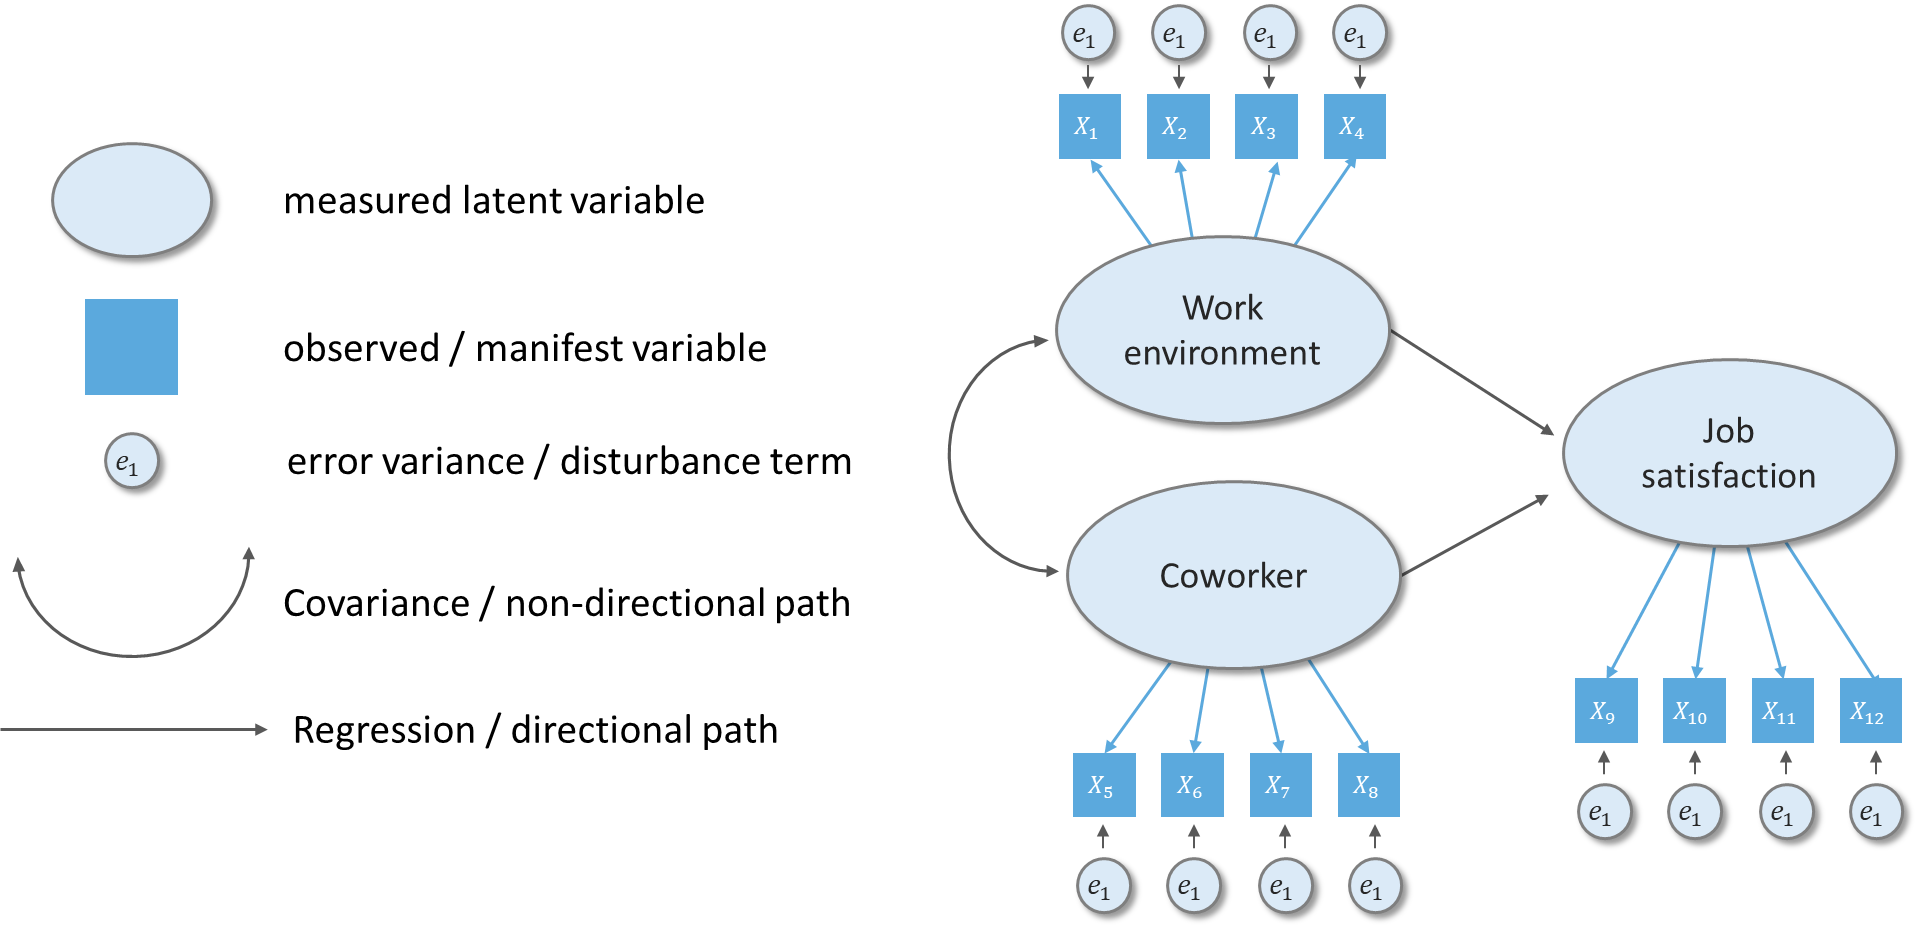 measured latent variable
observed / manifest variable
e₁
error variance / disturbance term
Covariance / non-directional path
Regression / directional path
e₁ e₁ e₁ e₁
X₁ X₂ X₃ X₄
Work
environment
Job
satisfaction
Coworker
X₅ X₆ X₇ X₈
e₁ e₁ e₁ e₁
X₉ X₁₀ X₁₁ X₁₂
e₁ e₁ e₁ e₁